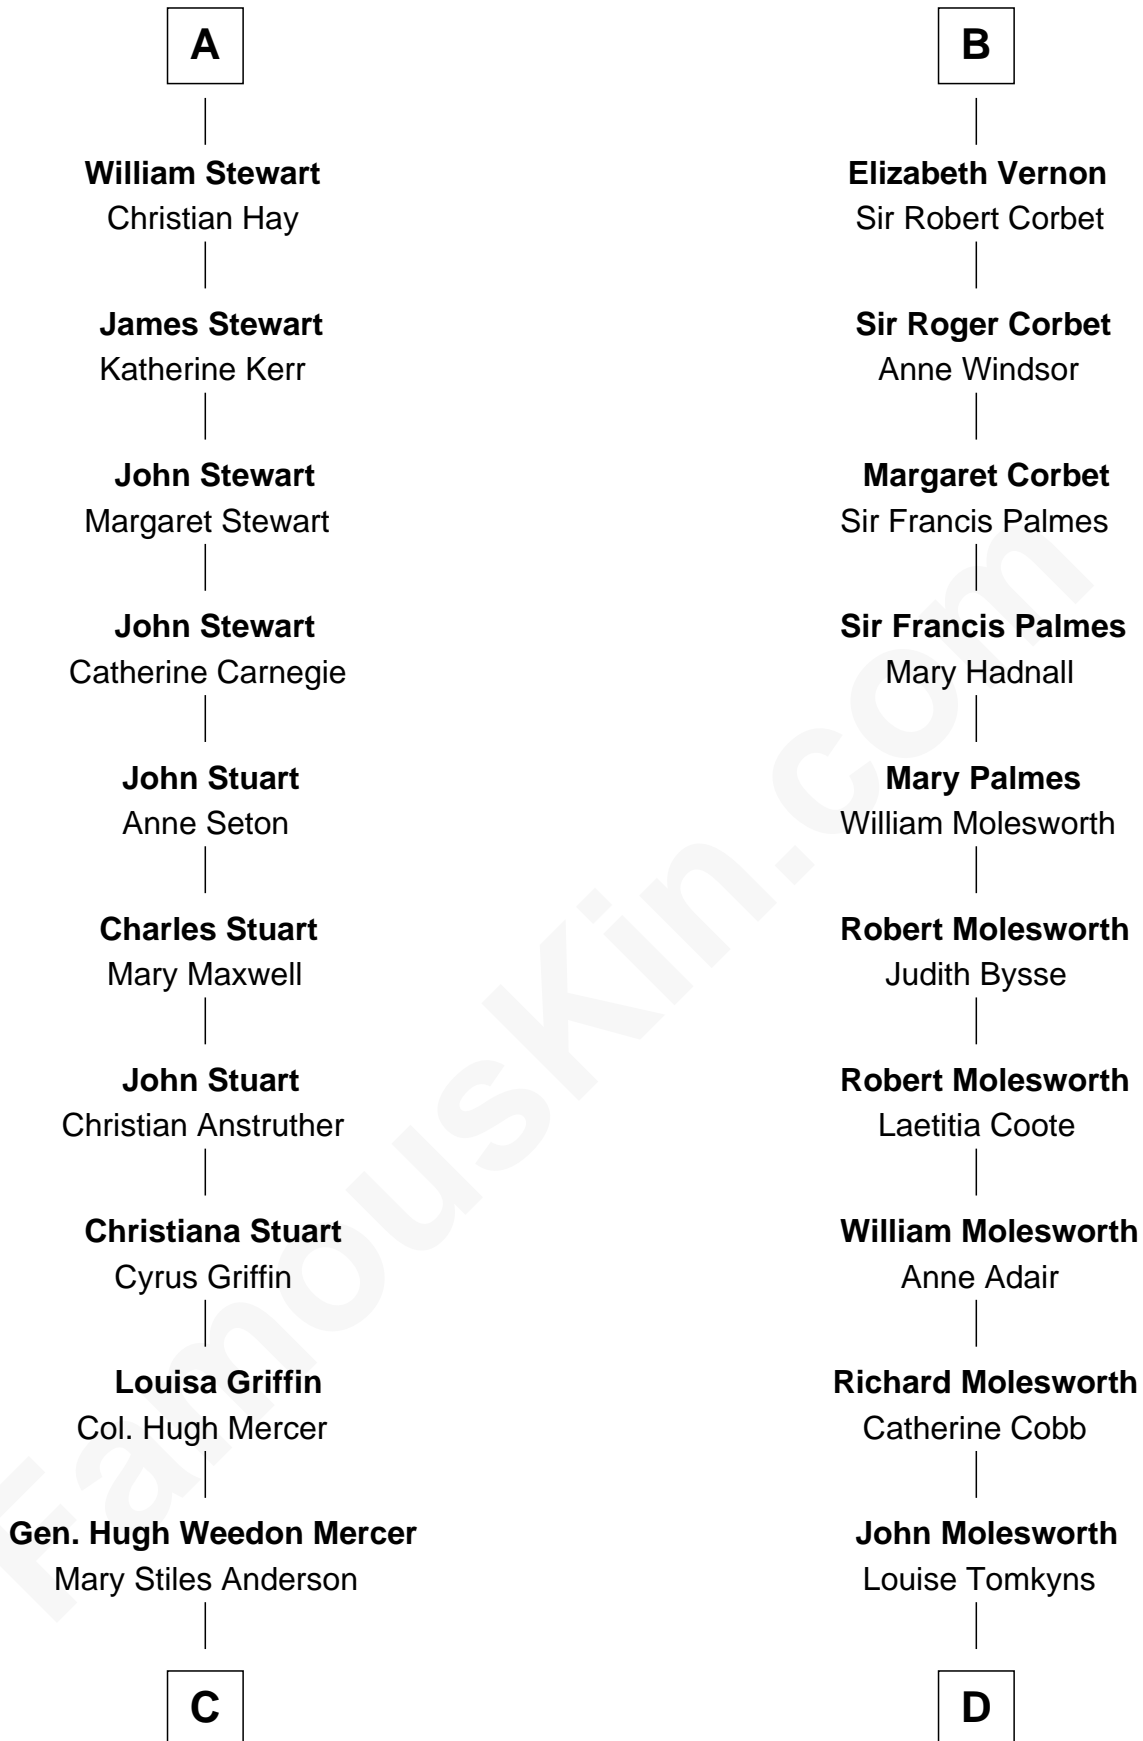 A
William Stewart
Christian Hay
James Stewart
Katherine Kerr
John Stewart
Margaret Stewart
John Stewart
Catherine Carnegie
John Stuart
Anne Seton
Charles Stuart
Mary Maxwell
John Stuart
Christian Anstruther
Christiana Stuart
Cyrus Griffin
Louisa Griffin
Col. Hugh Mercer
Gen. Hugh Weedon Mercer
Mary Stiles Anderson
C
B
Elizabeth Vernon
Sir Robert Corbet
Sir Roger Corbet
Anne Windsor
Margaret Corbet
Sir Francis Palmes
Sir Francis Palmes
Mary Hadnall
Mary Palmes
William Molesworth
Robert Molesworth
Judith Bysse
Robert Molesworth
Laetitia Coote
William Molesworth
Anne Adair
Richard Molesworth
Catherine Cobb
John Molesworth
Louise Tomkyns
D
FamousKin.com